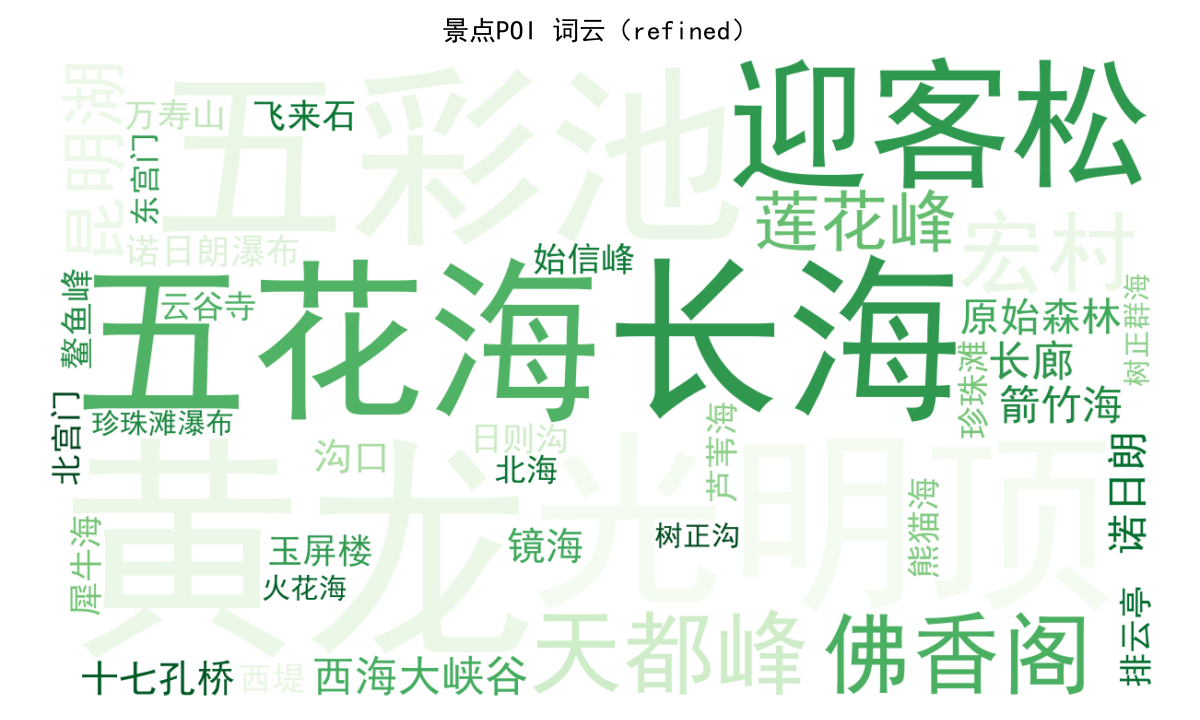 景点POI 词云（refined）
昆明湖
万寿山
飞来石
五彩池
迎客松
东宫门
诺日朗瀑布
莲花峰
宏村
始信峰
鳌鱼峰
云谷寺
五花海
长海
原始森林
树正群海
珍珠滩
长廊
箭竹海
北宫门
珍珠滩瀑布
沟口
日则沟
北海
芦苇海
诺日朗
黄龙
光明顶
犀牛海
玉屏楼
火花海
镜海
树正沟
熊猫海
排云亭
天都峰
佛香阁
十七孔桥
西堤
西海大峡谷